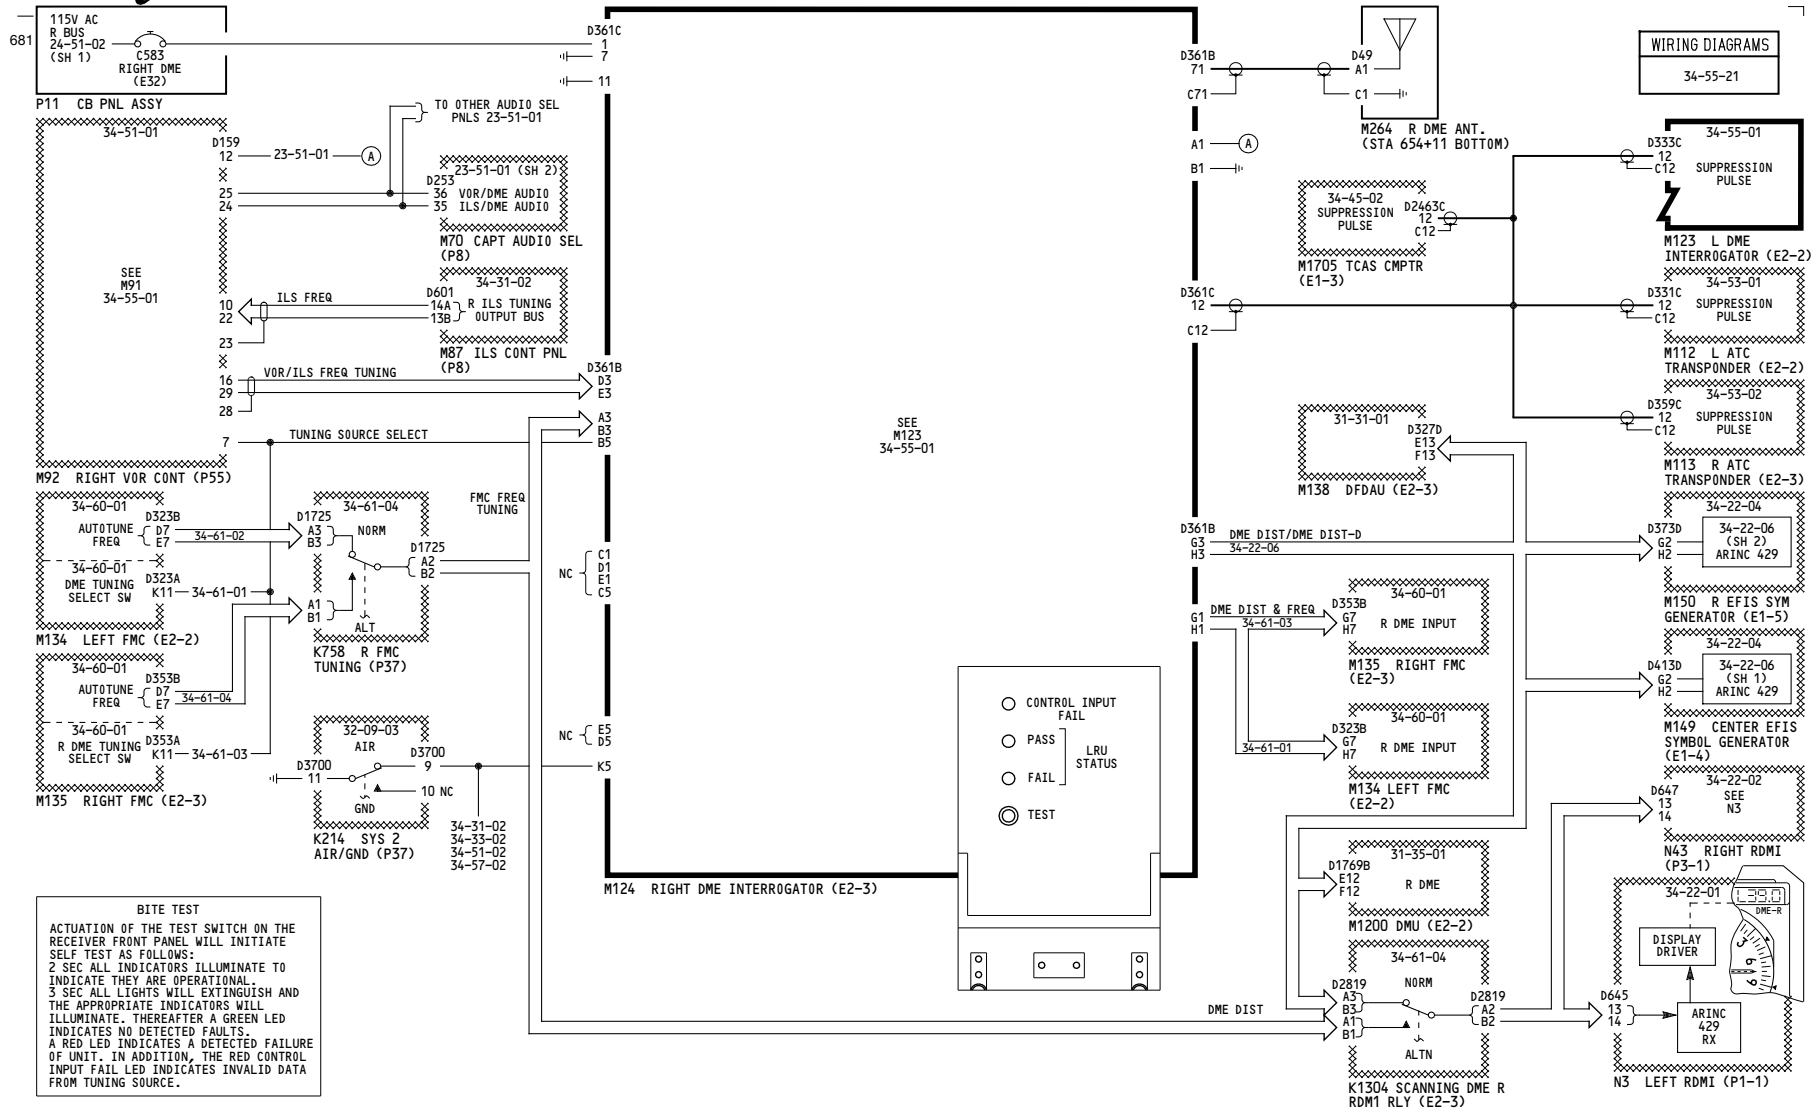 681
115V AC
R BUS
24-51-02
(SH 1)
C583
RIGHT DME
(E32)
P11 CB PNL ASSY
34-51-01
D159
12
23-51-01
A
25
24
SEE
M91
34-55-01
10
22
23
16
29
28
7
M92 RIGHT VOR CONT (P55)
TO OTHER AUDIO SEL
PNLS 23-51-01
23-51-01 (SH 2)
D253
36 VOR/DME AUDIO
35 ILS/DME AUDIO
M70 CAPT AUDIO SEL
(P8)
ILS FREQ
34-31-02
D601
14A
13B
R ILS TUNING
OUTPUT BUS
M87 ILS CONT PNL
(P8)
VOR/ILS FREQ TUNING
TUNING SOURCE SELECT
34-60-01
D323B
AUTOTUNE
FREQ
D7
E7
34-61-02
34-60-01
DME TUNING
SELECT SW
D323A
K11
34-61-01
M134 LEFT FMC (E2-2)
34-60-01
D353B
AUTOTUNE
FREQ
D7
E7
34-61-04
34-60-01
R DME TUNING
SELECT SW
D353A
K11
34-61-03
M135 RIGHT FMC (E2-3)
34-61-04
D1725
A3
B3
NORM
D1725
A2
B2
A1
B1
ALT
K758 R FMC
TUNING (P37)
FMC FREQ
TUNING
32-09-03
AIR
D3700
11
D3700
9
10 NC
GND
K214 SYS 2
AIR/GND (P37)
34-31-02
34-33-02
34-51-02
34-57-02
BITE TEST
ACTUATION OF THE TEST SWITCH ON THE
RECEIVER FRONT PANEL WILL INITIATE
SELF TEST AS FOLLOWS:
2 SEC ALL INDICATORS ILLUMINATE TO
INDICATE THEY ARE OPERATIONAL.
3 SEC ALL LIGHTS WILL EXTINGUISH AND
THE APPROPRIATE INDICATORS WILL
ILLUMINATE. THEREAFTER A GREEN LED
INDICATES NO DETECTED FAULTS.
A RED LED INDICATES A DETECTED FAILURE
OF UNIT. IN ADDITION, THE RED CONTROL
INPUT FAIL LED INDICATES INVALID DATA
FROM TUNING SOURCE.
D361C
1
7
11
D361B
D3
E3
A3
B3
B5
NC
C1
D1
E1
C5
NC
E5
D5
K5
SEE
M123
34-55-01
CONTROL INPUT
FAIL
PASS
FAIL
LRU
STATUS
TEST
M124 RIGHT DME INTERROGATOR (E2-3)
D361B
71
C71
A1
A
B1
D361C
12
C12
D361B
G3
H3
DME DIST/DME DIST-D
34-22-06
G1
H1
DME DIST & FREQ
34-61-03
34-61-01
DME DIST
D49
A1
C1
M264 R DME ANT.
(STA 654+11 BOTTOM)
34-45-02
SUPPRESSION
PULSE
D2463C
12
C12
M1705 TCAS CMPTR
(E1-3)
31-31-01
D327D
E13
F13
M138 DFDAU (E2-3)
34-60-01
D353B
G7
H7
R DME INPUT
M135 RIGHT FMC
(E2-3)
34-60-01
D323B
G7
H7
R DME INPUT
M134 LEFT FMC
(E2-2)
31-35-01
D1769B
E12
F12
R DME
M1200 DMU (E2-2)
34-61-04
NORM
D2819
A3
B3
A1
B1
D2819
A2
B2
ALTN
K1304 SCANNING DME R
RDM1 RLY (E2-3)
WIRING DIAGRAMS
34-55-21
34-55-01
D333C
12
C12
SUPPRESSION
PULSE
M123 L DME
INTERROGATOR (E2-2)
34-53-01
D331C
12
C12
SUPPRESSION
PULSE
M112 L ATC
TRANSPONDER (E2-2)
34-53-02
D359C
12
C12
SUPPRESSION
PULSE
M113 R ATC
TRANSPONDER (E2-3)
34-22-04
D373D
G2
H2
34-22-06
(SH 2)
ARINC 429
M150 R EFIS SYM
GENERATOR (E1-5)
34-22-04
D413D
G2
H2
34-22-06
(SH 1)
ARINC 429
M149 CENTER EFIS
SYMBOL GENERATOR
(E1-4)
34-22-02
D647
13
14
SEE
N3
N43 RIGHT RDMI
(P3-1)
34-22-01
DME-R
3
6
9
DISPLAY
DRIVER
D645
13
14
ARINC
429
RX
N3 LEFT RDMI (P1-1)